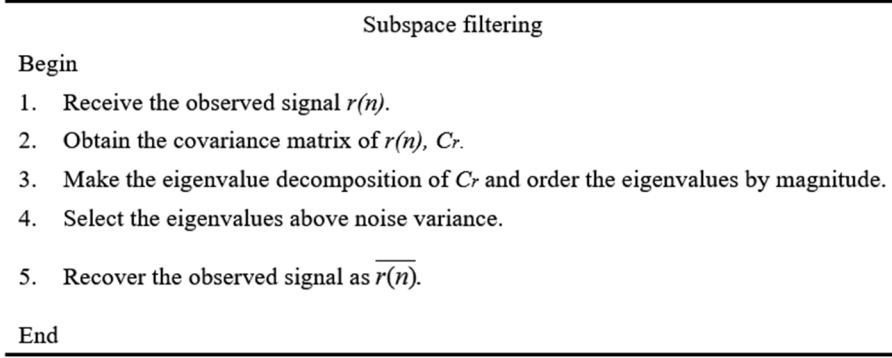 Subspace filtering
Begin
1. Receive the observed signal r(n).
2. Obtain the covariance matrix of r(n), Cr.
3. Make the eigenvalue decomposition of Cr and order the eigenvalues by magnitude.
4. Select the eigenvalues above noise variance.
5. Recover the observed signal as r̅(̅n̅)̅.
End